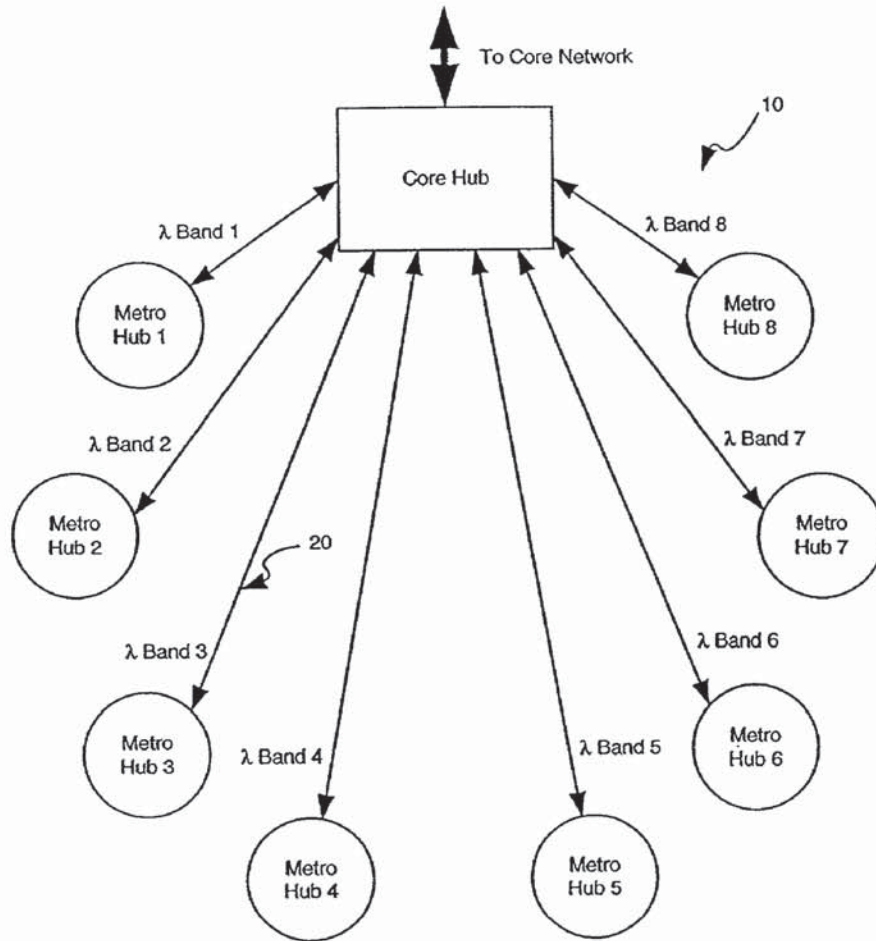 To Core Network
10
Core Hub
λ Band 1
λ Band 8
Metro
Hub 1
Metro
Hub 8
λ Band 2
λ Band 7
Metro
Hub 2
Metro
Hub 7
20
λ Band 3
λ Band 6
Metro
Hub 3
λ Band 4
λ Band 5
Metro
Hub 6
Metro
Hub 4
Metro
Hub 5